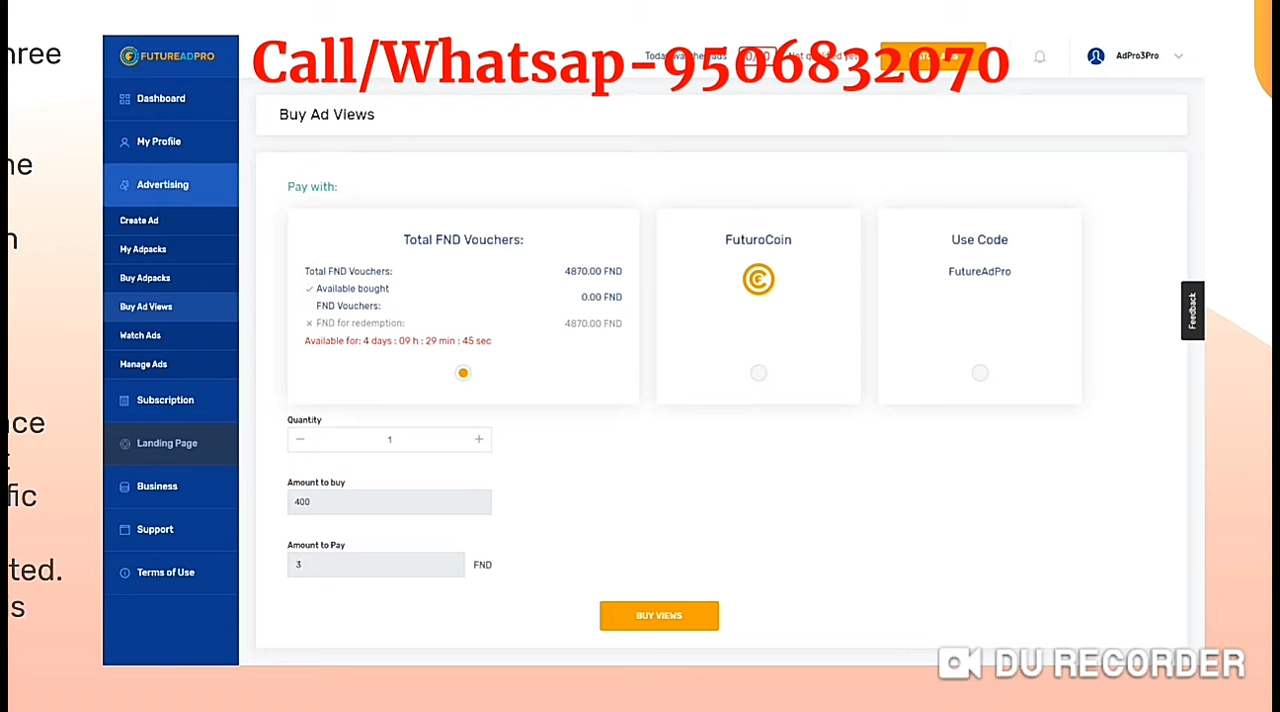 hree
Call/Whatsap-9506832070
FUTUREADPRO
AdPro3Pro
Dashboard
Buy Ad Views
My Profile
ne
Advertising
Pay with:
Create Ad
n
My Adpacks
Buy Adpacks
Buy Ad Views
Watch Ads
Manage Ads
Total FND Vouchers:
Total FND Vouchers: 4870.00 FND
Available bought
FND Vouchers: 0.00 FND
FND for redemption: 4870.00 FND
Available for: 4 days : 09 h : 29 min : 45 sec
FuturoCoin
Use Code
FutureAdPro
Feedback
Subscription
ce
Landing Page
Quantity
1
Business
fic
Amount to buy
400
Support
Amount to Pay
3 FND
ted.
Terms of Use
s
BUY VIEWS
DU RECORDER